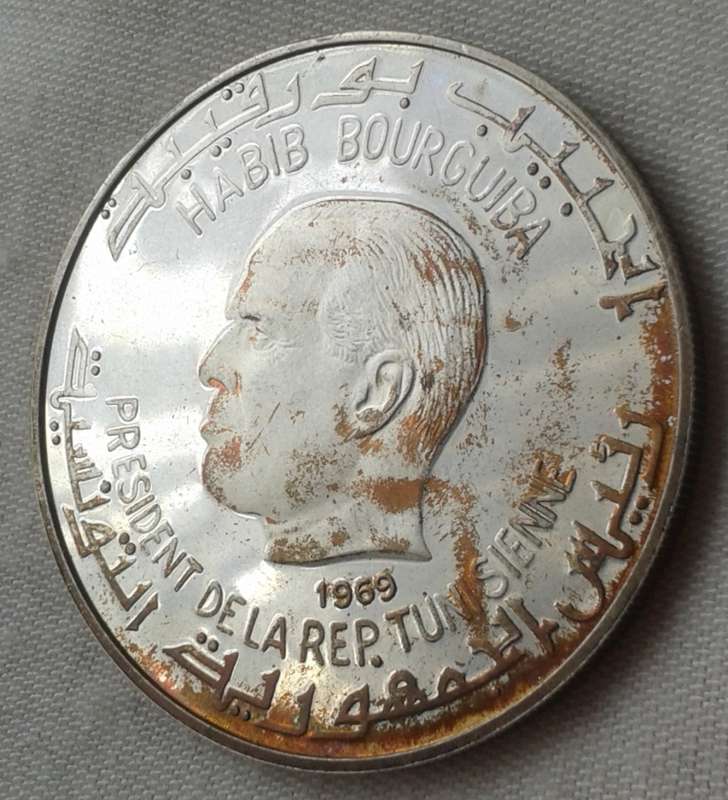 الحبيب بورقيبة
HABIB BOURGUIBA
1969
PRESIDENT DE LA REP. TUNISIENNE
رئيس الجمهورية التونسية